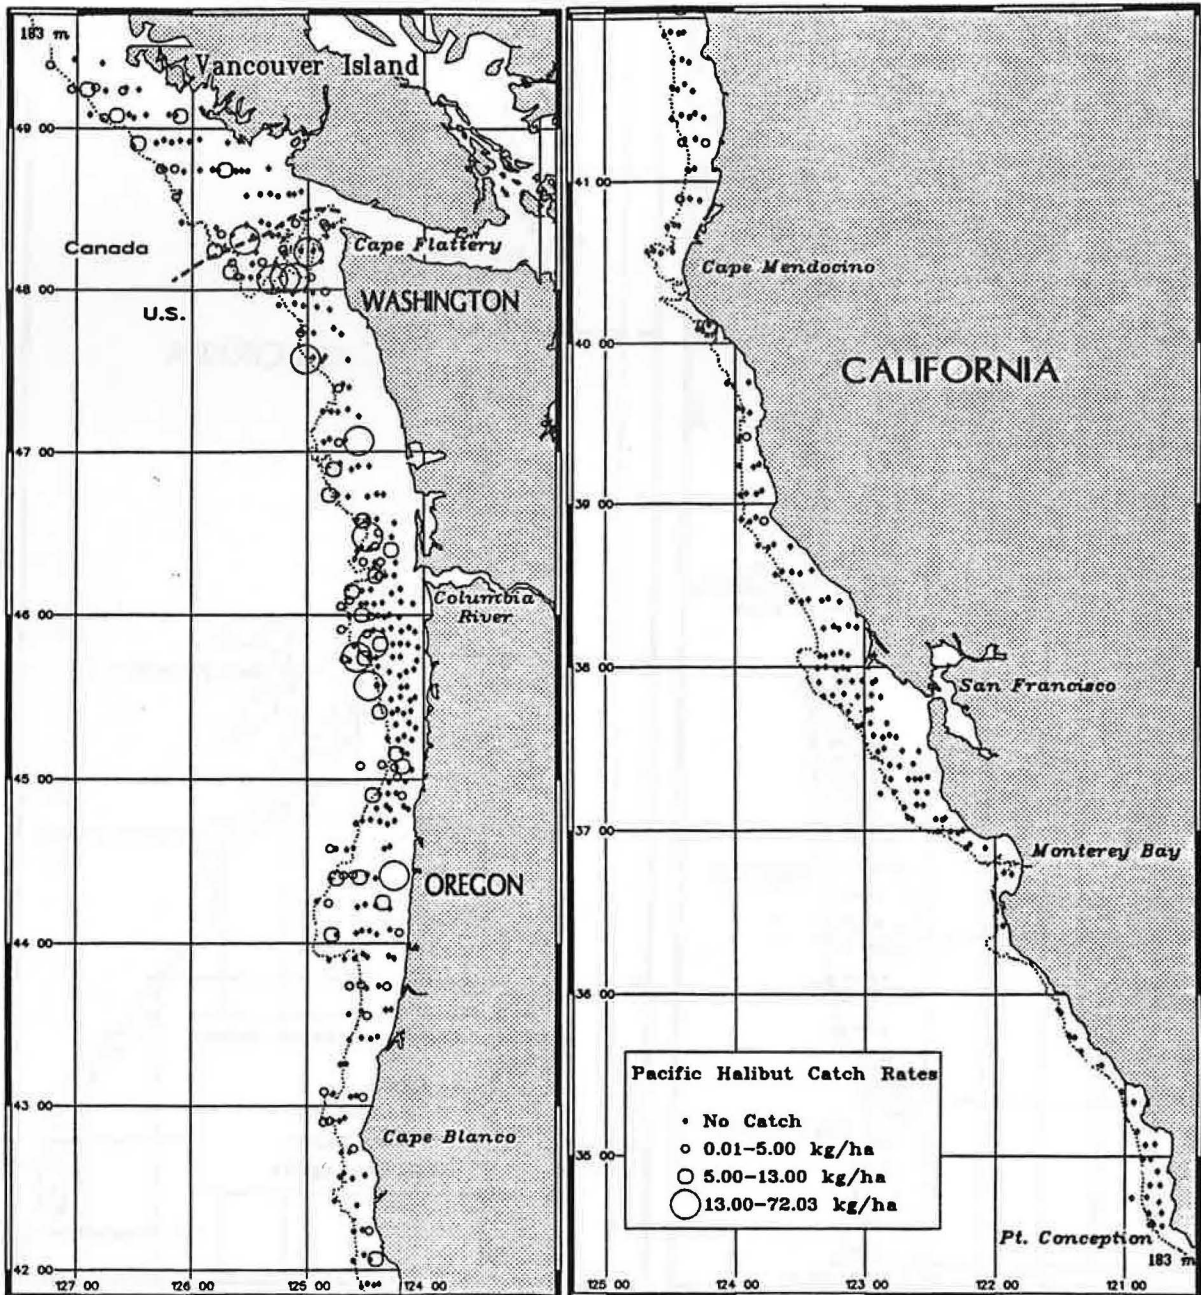 183 m
Vancouver Island
49 00
Canada
Cape Flattery
48 00
U.S.
WASHINGTON
47 00
46 00
Columbia
River
45 00
OREGON
44 00
43 00
Cape Blanco
42 00
127 00
126 00
125 00
124 00
41 00
Cape Mendocino
40 00
CALIFORNIA
39 00
38 00
San Francisco
37 00
Monterey Bay
36 00
Pacific Halibut Catch Rates
No Catch
0.01-5.00 kg/ha
5.00-13.00 kg/ha
13.00-72.03 kg/ha
35 00
Pt. Conception
183 m
125 00
124 00
123 00
122 00
121 00